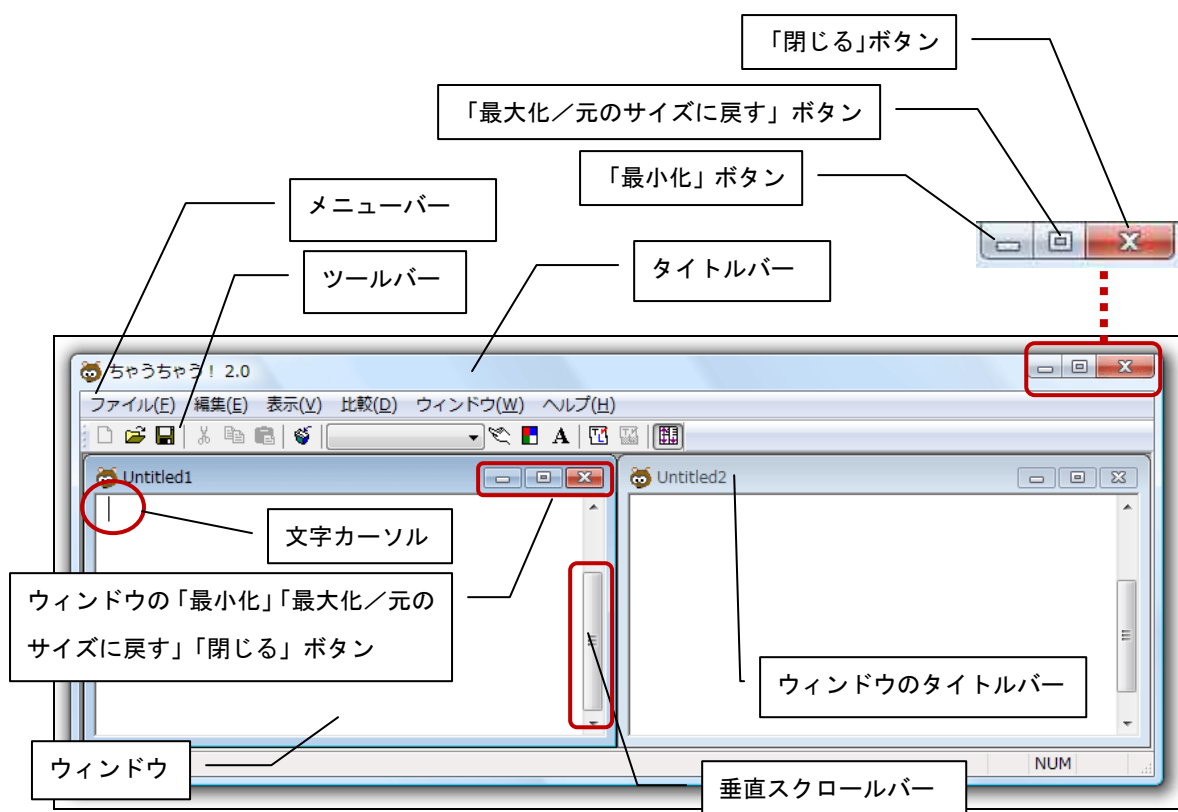 「閉じる」ボタン
「最大化／元のサイズに戻す」ボタン
「最小化」ボタン
メニューバー
ツールバー
タイトルバー
ちゃうちゃう！ 2.0
ファイル(F) 編集(E) 表示(V) 比較(D) ウィンドウ(W) ヘルプ(H)
Untitled1
Untitled2
文字カーソル
ウィンドウの「最小化」「最大化／元の
サイズに戻す」「閉じる」ボタン
ウィンドウのタイトルバー
ウィンドウ
NUM
垂直スクロールバー